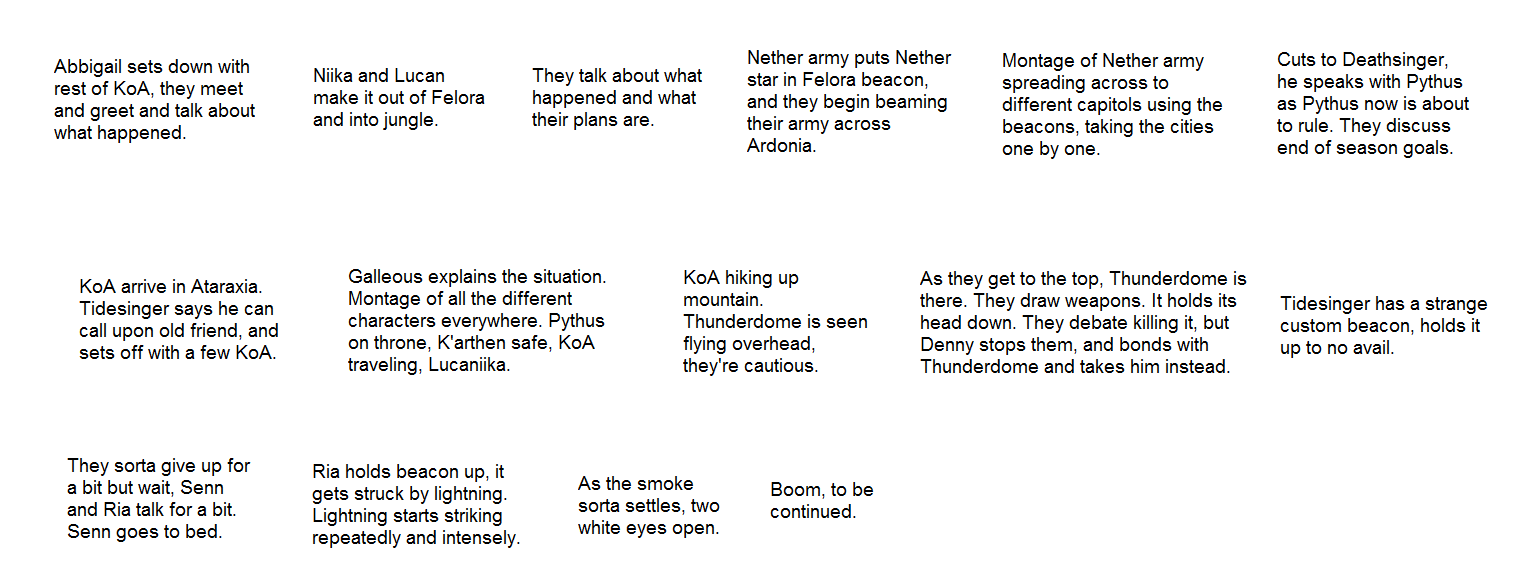 Abbigail sets down with
rest of KoA, they meet
and greet and talk about
what happened.
Niika and Lucan
make it out of Felora
and into jungle.
They talk about what
happened and what
their plans are.
Nether army puts Nether
star in Felora beacon,
and they begin beaming
their army across
Ardonia.
Montage of Nether army
spreading across to
different capitols using the
beacons, taking the cities
one by one.
Cuts to Deathsinger,
he speaks with Pythus
as Pythus now is about
to rule. They discuss
end of season goals.
KoA arrive in Ataraxia.
Tidesinger says he can
call upon old friend, and
sets off with a few KoA.
Galleous explains the situation.
Montage of all the different
characters everywhere. Pythus
on throne, K'arthen safe, KoA
traveling, Lucaniika.
KoA hiking up
mountain.
Thunderdome is seen
flying overhead,
they're cautious.
As they get to the top, Thunderdome is
there. They draw weapons. It holds its
head down. They debate killing it, but
Denny stops them, and bonds with
Thunderdome and takes him instead.
Tidesinger has a strange
custom beacon, holds it
up to no avail.
They sorta give up for
a bit but wait, Senn
and Ria talk for a bit.
Senn goes to bed.
Ria holds beacon up, it
gets struck by lightning.
Lightning starts striking
repeatedly and intensely.
As the smoke
sorta settles, two
white eyes open.
Boom, to be
continued.